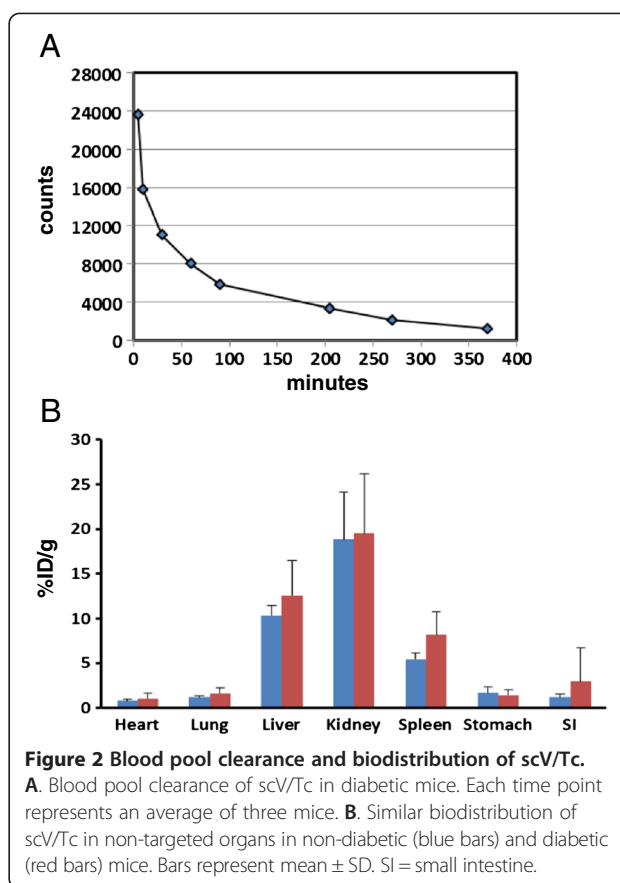 A
28000
24000
20000
16000
12000
8000
4000
0
counts
0 50 100 150 200 250 300 350 400
minutes
B
30
25
20
15
10
5
0
%ID/g
Heart Lung Liver Kidney Spleen Stomach SI
Figure 2 Blood pool clearance and biodistribution of scV/Tc.
A. Blood pool clearance of scV/Tc in diabetic mice. Each time point
represents an average of three mice. B. Similar biodistribution of
scV/Tc in non-targeted organs in non-diabetic (blue bars) and diabetic
(red bars) mice. Bars represent mean ± SD. SI = small intestine.